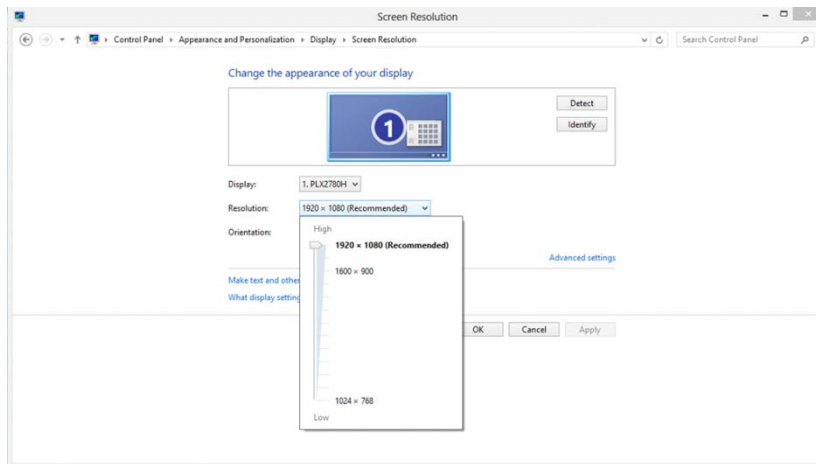 Screen Resolution
Control Panel Appearance and Personalization Display Screen Resolution
Search Control Panel
Change the appearance of your display
1
Detect
Identify
Display: 1. PLX2780H
Resolution: 1920 × 1080 (Recommended)
Orientation:
High
1920 × 1080 (Recommended)
1600 × 900
1024 × 768
Low
Advanced settings
Make text and other
What display setting
OK Cancel Apply